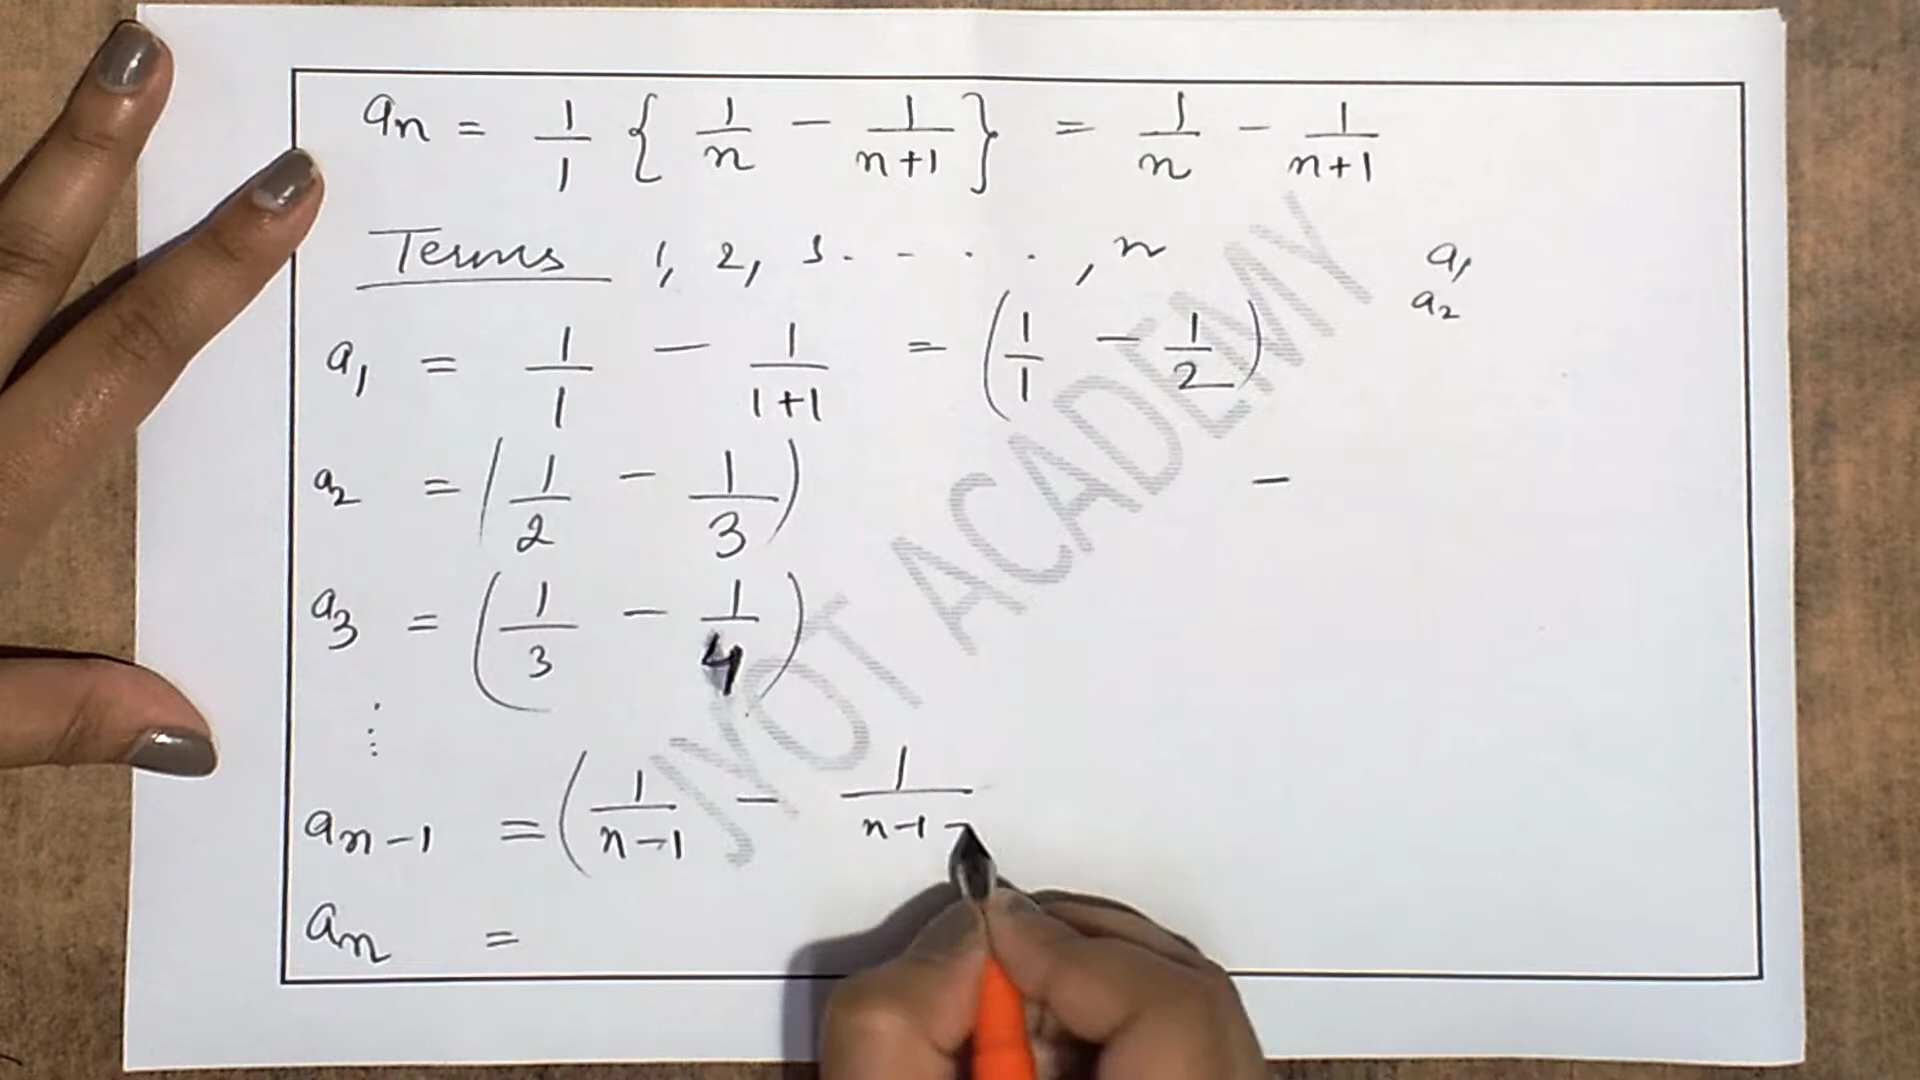 an = 1/1 { 1/n - 1/n+1 } = 1/n - 1/n+1
Terms 1, 2, 3 . - - . . , n
a1
a2
a1 = 1/1 - 1/1+1 = (1/1 - 1/2)
a2 = (1/2 - 1/3)
-
a3 = (1/3 - 1/4)
⋮
an-1 = (1/n-1 - 1/n-1-
an =
JYOT ACADEMY